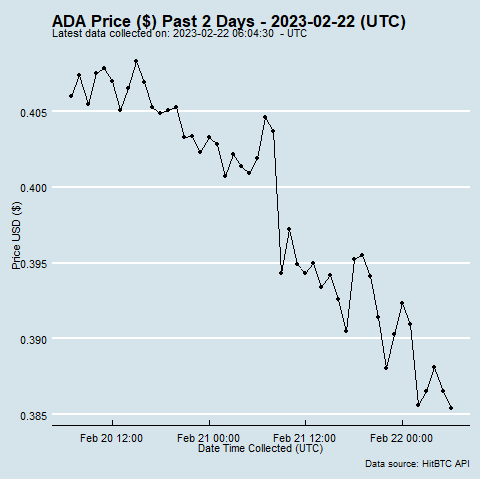 ADA Price ($) Past 2 Days - 2023-02-22 (UTC)
Latest data collected on: 2023-02-22 06:04:30  - UTC
Price USD ($)
0.405
0.400
0.395
0.390
0.385
Feb 20 12:00
Feb 21 00:00
Feb 21 12:00
Feb 22 00:00
Date Time Collected (UTC)
Data source: HitBTC API